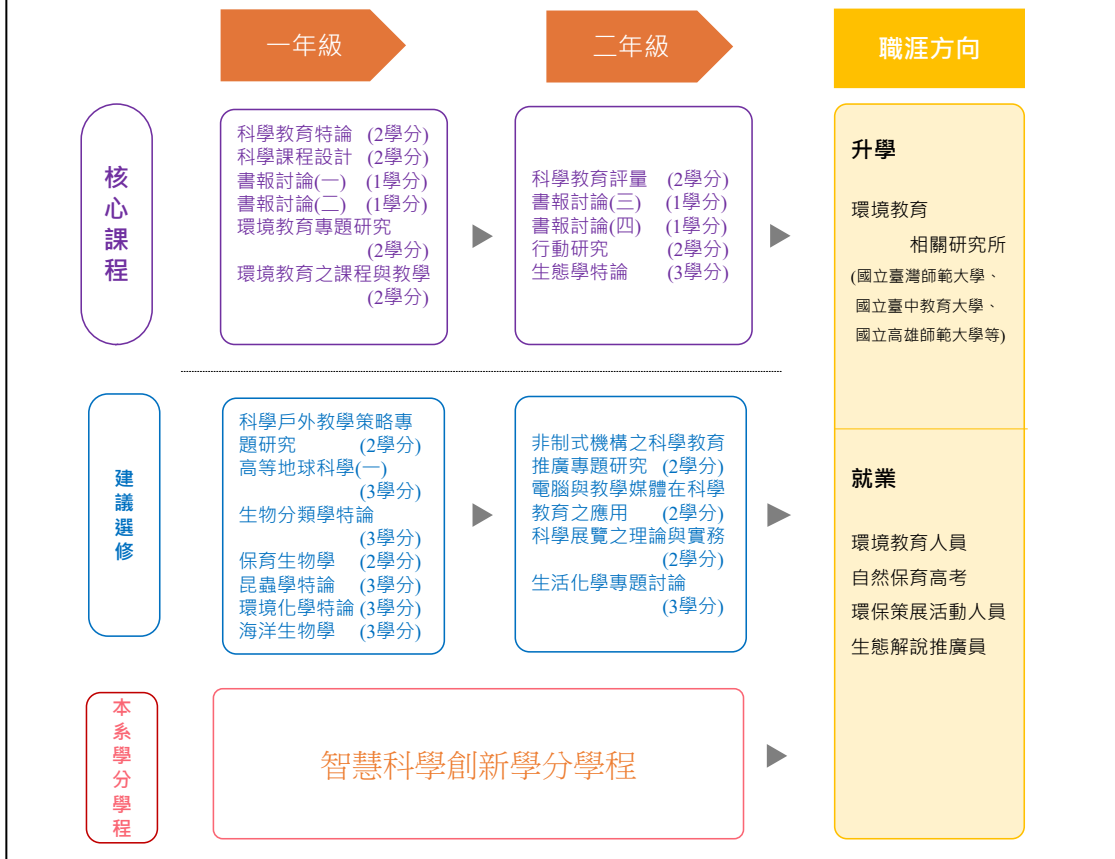 一年級
二年級
職涯方向
核心課程
科學教育特論 (2學分)
科學課程設計 (2學分)
書報討論(一) (1學分)
書報討論(二) (1學分)
環境教育專題研究
(2學分)
環境教育之課程與教學
(2學分)
科學教育評量 (2學分)
書報討論(三) (1學分)
書報討論(四) (1學分)
行動研究 (2學分)
生態學特論 (3學分)
升學
環境教育
相關研究所
(國立臺灣師範大學、
國立臺中教育大學、
國立高雄師範大學等)
建議選修
科學戶外教學策略專
題研究 (2學分)
高等地球科學(一)
(3學分)
生物分類學特論
(3學分)
保育生物學 (2學分)
昆蟲學特論 (3學分)
環境化學特論 (3學分)
海洋生物學 (3學分)
非制式機構之科學教育
推廣專題研究 (2學分)
電腦與教學媒體在科學
教育之應用 (2學分)
科學展覽之理論與實務
(2學分)
生活化學專題討論
(3學分)
就業
環境教育人員
自然保育高考
環保策展活動人員
生態解說推廣員
本系學分學程
智慧科學創新學分學程